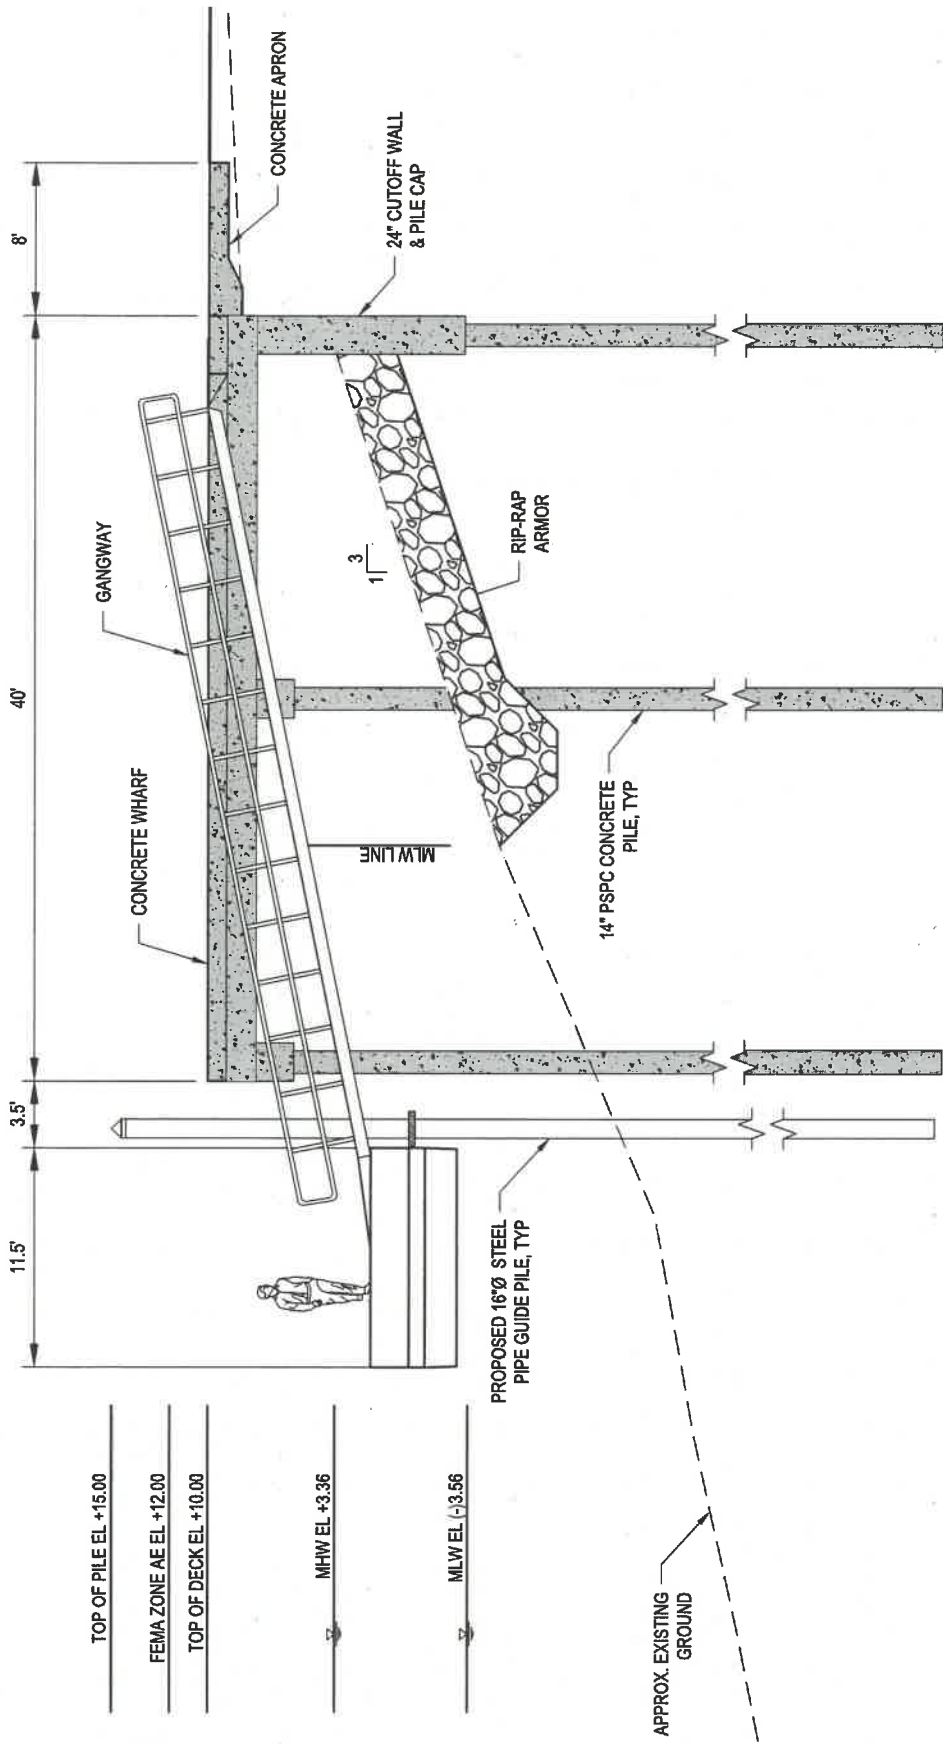 11.5'
3.5'
40'
8'
TOP OF PILE EL +15.00
FEMA ZONE AE EL +12.00
TOP OF DECK EL +10.00
MHW EL +3.36
MLW EL (-)3.56
CONCRETE WHARF
GANGWAY
CONCRETE APRON
24" CUTOFF WALL
& PILE CAP
MLW LINE
1
3
RIP-RAP
ARMOR
PROPOSED 16"Ø STEEL
PIPE GUIDE PILE, TYP
14" PSPC CONCRETE
PILE, TYP
APPROX. EXISTING
GROUND